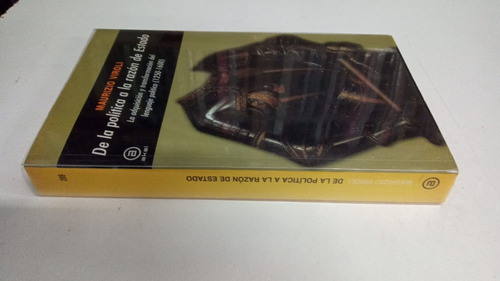 MAURIZIO VIROLI
De la política a la razón de Estado
La adquisición y transformación del
lenguaje político (1250-1600)
akal
MAURIZIO VIROLI DE LA POLÍTICA A LA RAZÓN DE ESTADO